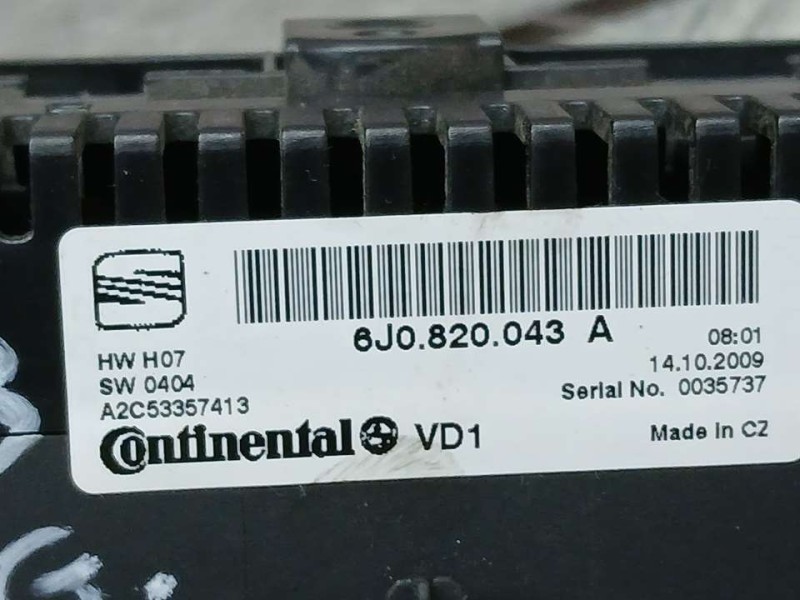 6J0.820.043 A
HW H07
SW 0404
A2C53357413
08:01
14.10.2009
Serial No. 0035737
Continental VD1
Made in CZ
G.